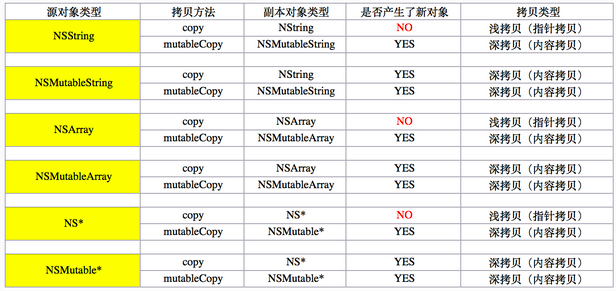 源对象类型 拷贝方法 副本对象类型 是否产生了新对象 拷贝类型
NSString copy NString NO 浅拷贝（指针拷贝）
mutableCopy NSMutableString YES 深拷贝（内容拷贝）
NSMutableString copy NString YES 深拷贝（内容拷贝）
mutableCopy NSMutableString YES 深拷贝（内容拷贝）
NSArray copy NSArray NO 浅拷贝（指针拷贝）
mutableCopy NSMutableArray YES 深拷贝（内容拷贝）
NSMutableArray copy NSArray YES 深拷贝（内容拷贝）
mutableCopy NSMutableArray YES 深拷贝（内容拷贝）
NS* copy NS* NO 浅拷贝（指针拷贝）
mutableCopy NSMutable* YES 深拷贝（内容拷贝）
NSMutable* copy NS* YES 深拷贝（内容拷贝）
mutableCopy NSMutable* YES 深拷贝（内容拷贝）